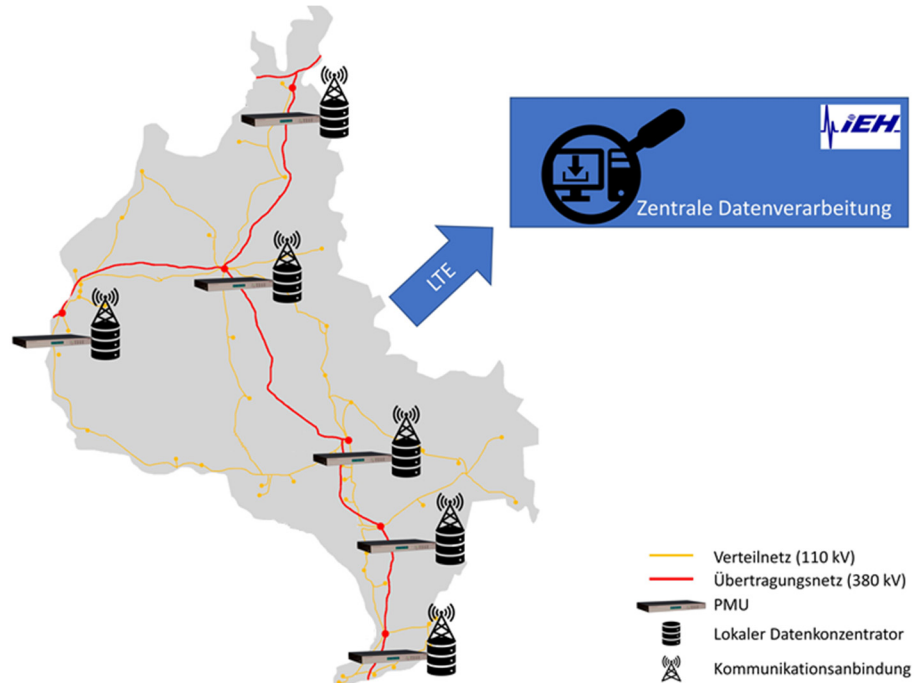 iEH
Zentrale Datenverarbeitung
LTE
Verteilnetz (110 kV)
Übertragungsnetz (380 kV)
PMU
Lokaler Datenkonzentrator
Kommunikationsanbindung